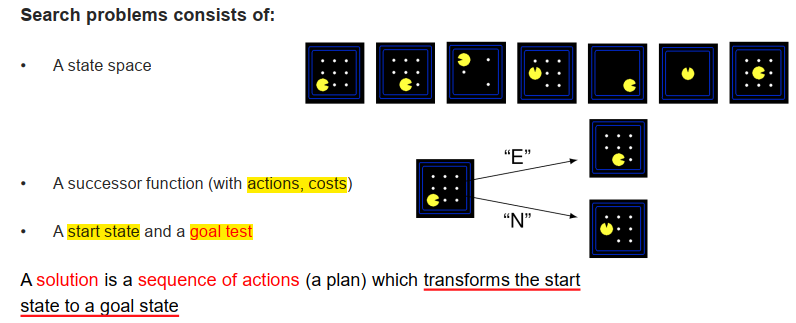 Search problems consists of:
• A state space
“E”
• A successor function (with actions, costs)
“N”
• A start state and a goal test
A solution is a sequence of actions (a plan) which transforms the start
state to a goal state